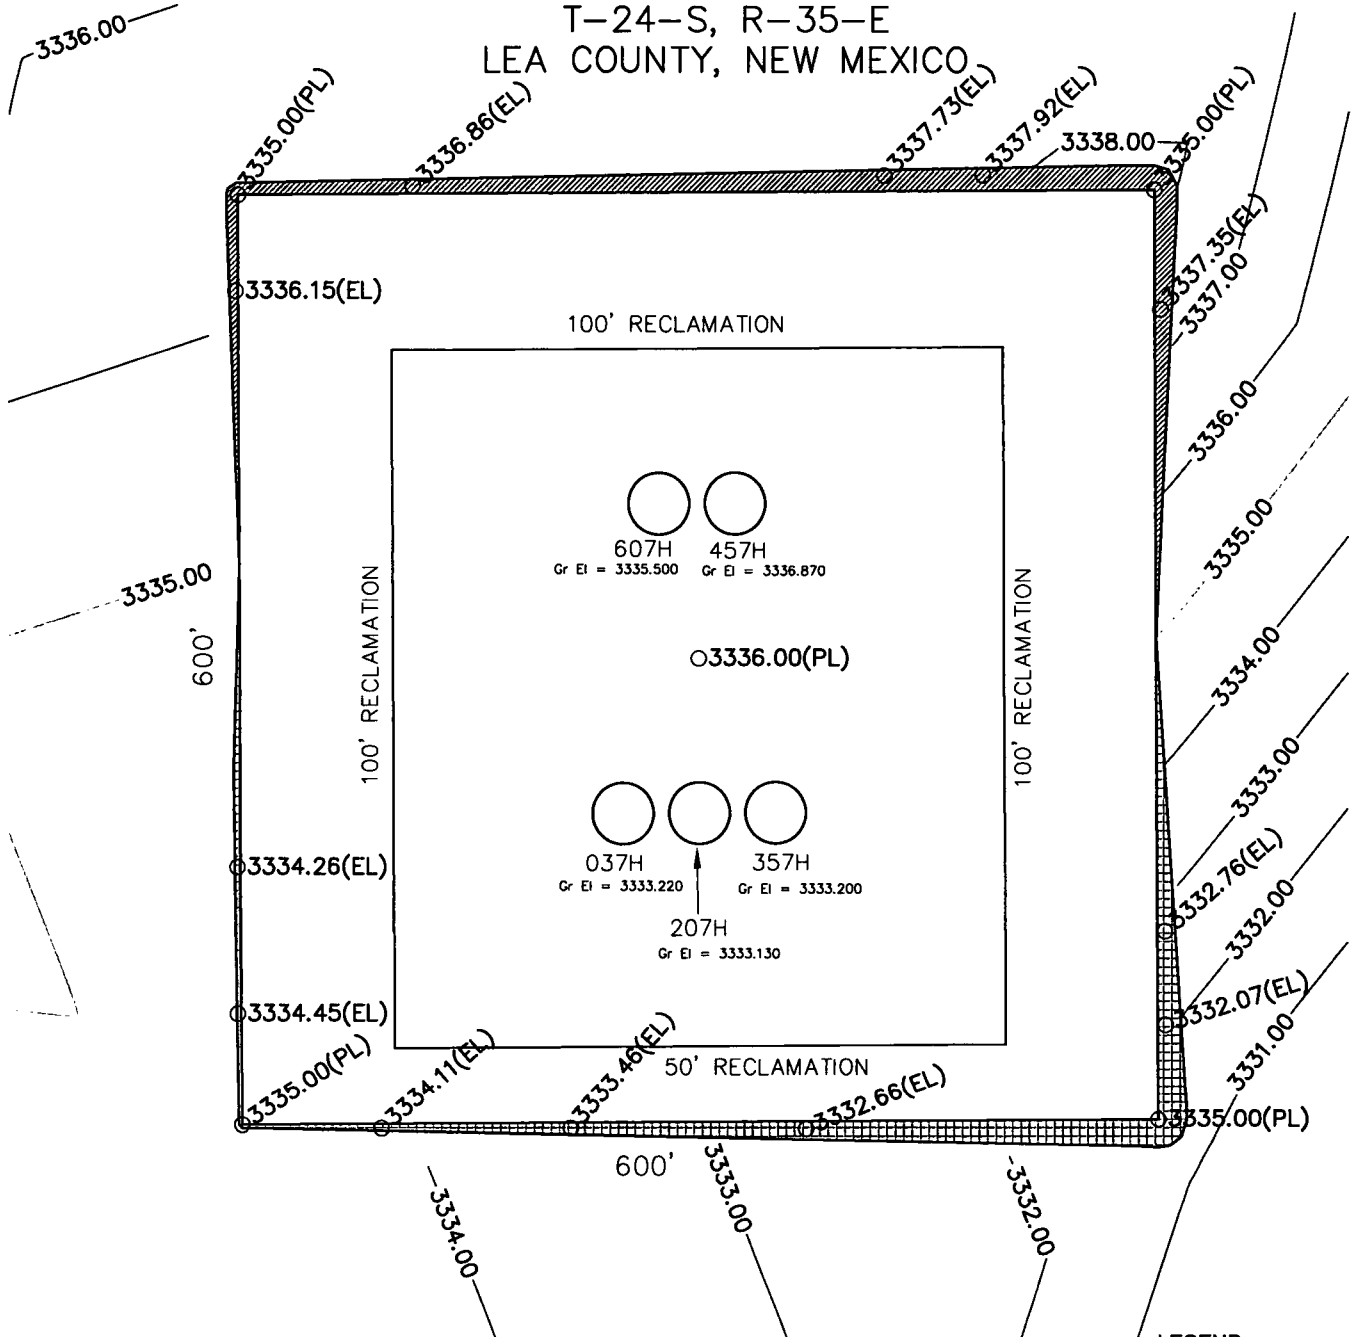 T-24-S, R-35-E
LEA COUNTY, NEW MEXICO
3336.00
3335.00(PL)
3336.86(EL)
3337.73(EL)
3337.92(EL)
3338.00
3335.00(PL)
3337.35(EL)
3337.00
3336.15(EL)
100' RECLAMATION
3336.00
3335.00
607H
457H
Gr El = 3335.500
Gr El = 3336.870
3335.00
600'
100' RECLAMATION
100' RECLAMATION
3336.00(PL)
3334.00
3333.00
037H
357H
Gr El = 3333.220
Gr El = 3333.200
207H
Gr El = 3333.130
3334.26(EL)
3332.76(EL)
3332.00
3334.45(EL)
3332.07(EL)
3331.00
3335.00(PL)
3334.11(EL)
3333.46(EL)
50' RECLAMATION
3332.66(EL)
3335.00(PL)
600'
3334.00
3333.00
3332.00